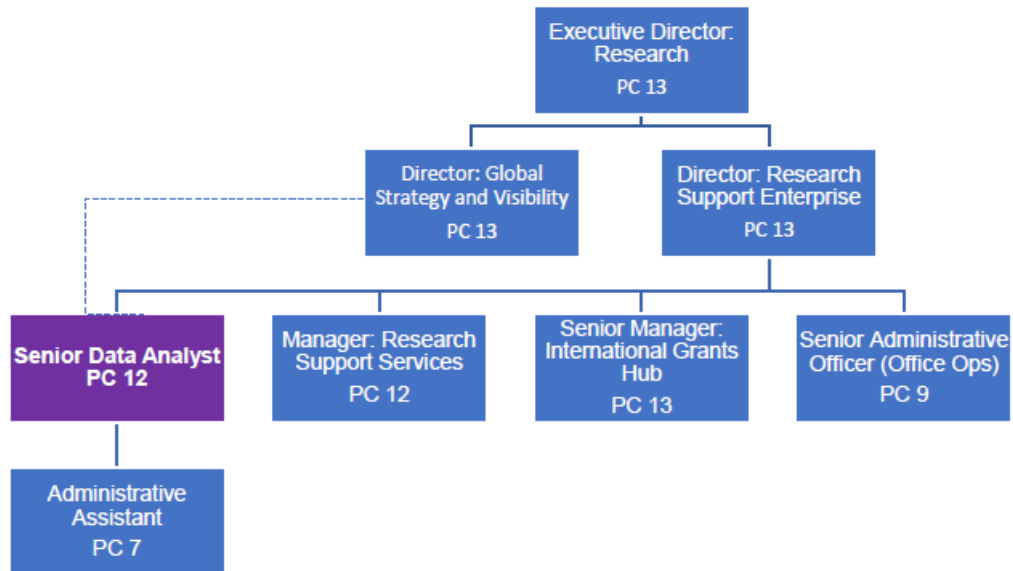 Executive Director:
Research
PC 13
Director: Global
Strategy and Visibility
PC 13
Director: Research
Support Enterprise
PC 13
Senior Data Analyst
PC 12
Manager: Research
Support Services
PC 12
Senior Manager:
International Grants
Hub
PC 13
Senior Administrative
Officer (Office Ops)
PC 9
Administrative
Assistant
PC 7